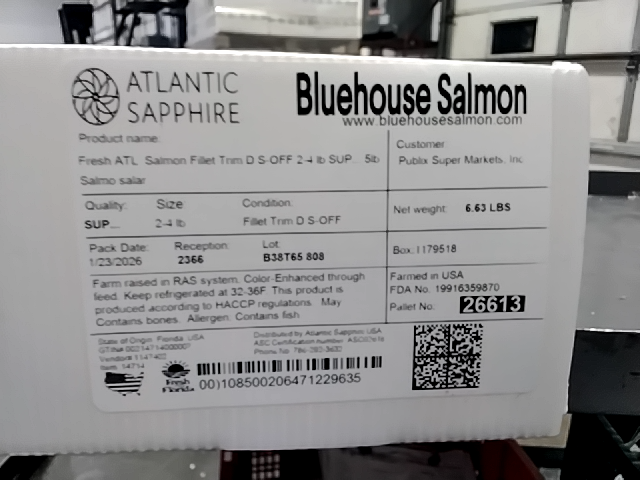 ATLANTIC
SAPPHIRE
Bluehouse Salmon
www.bluehousesalmon.com
Product name:
Fresh ATL Salmon Fillet Trim D S-OFF 2-4 lb SUP... 5lb
Salmo salar
Customer
Publix Super Markets, Inc
Quality: Size: Condition:
SUP... 2-4 lb Fillet Trim D S-OFF
Net weight: 6.63 LBS
Pack Date: Reception: Lot:
1/23/2026 2366 B38T65 808
Box: 1179518
Farm raised in RAS system, Color-Enhanced through
feed. Keep refrigerated at 32-36F. This product is
produced according to HACCP regulations. May
Contains bones. Allergen. Contains fish
Farmed in USA
FDA No. 19916359870
Pallet No: 26613
State of Origin: Florida, USA
Distributed by Atlantic Sapphire USA
Fresh
Florida
00)108500206471229635